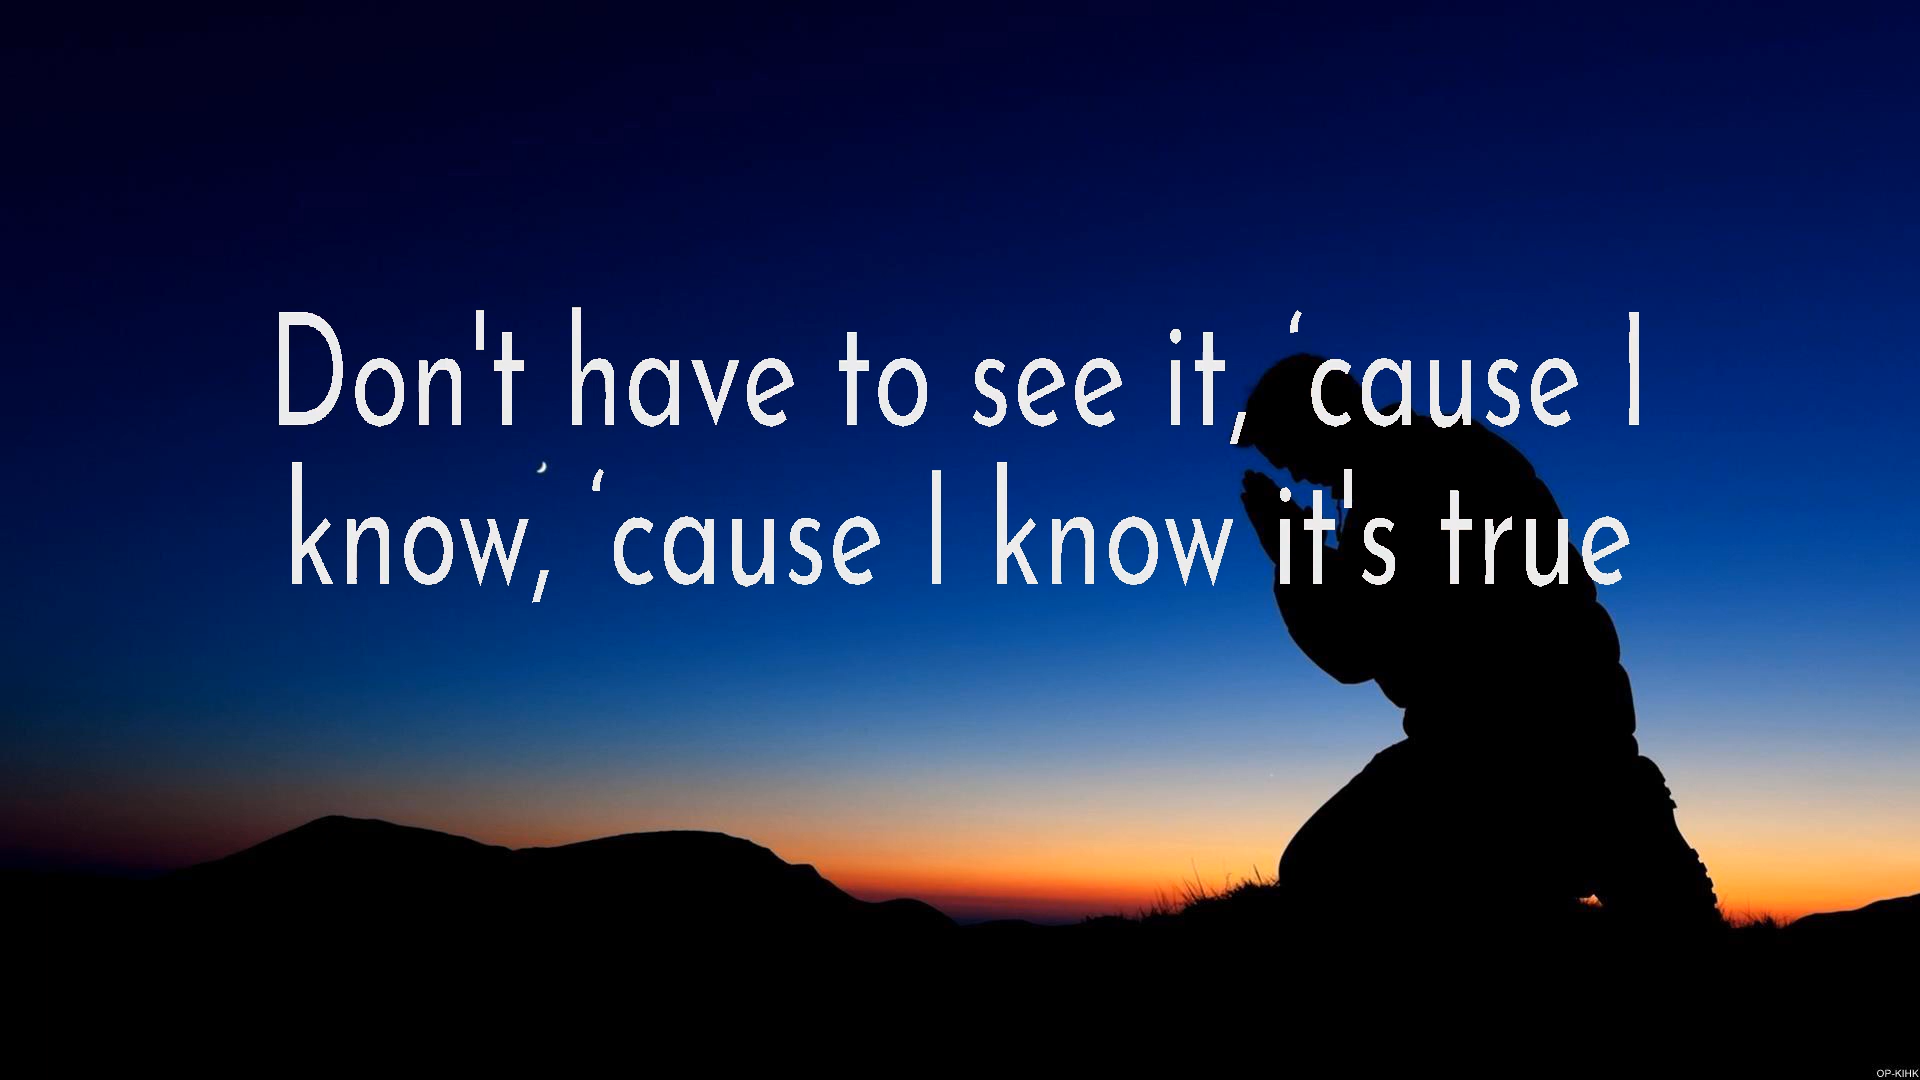 Don't have to see it, ‘cause I
know, ‘cause I know it's true
OP-KIHK